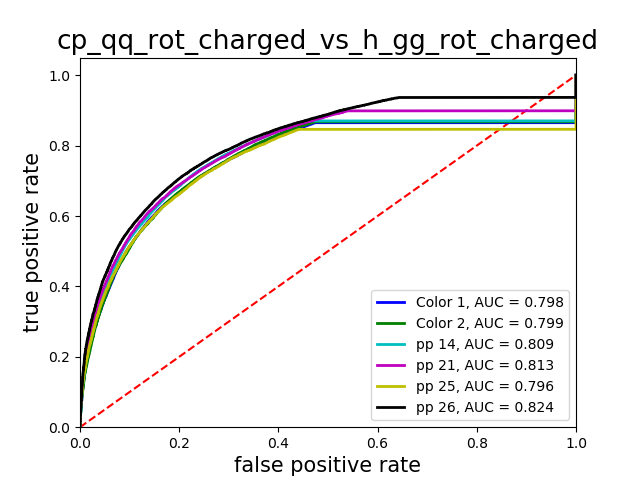 cp_qq_rot_charged_vs_h_gg_rot_charged
true positive rate
1.0
0.8
0.6
0.4
0.2
0.0
Color 1, AUC = 0.798
Color 2, AUC = 0.799
pp 14, AUC = 0.809
pp 21, AUC = 0.813
pp 25, AUC = 0.796
pp 26, AUC = 0.824
0.0 0.2 0.4 0.6 0.8 1.0
false positive rate